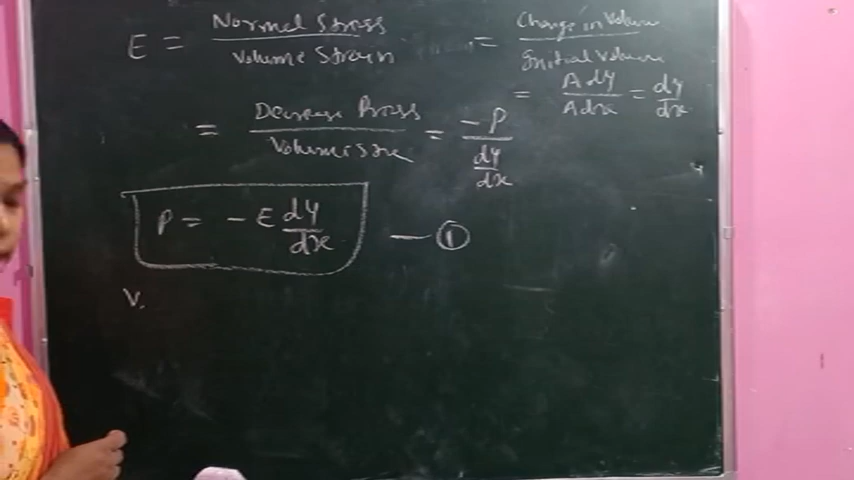 E = Normal Stress / Volume Strain = Change in Volume / Initial Volume
= A dy / A dx = dy / dx
= Decrease Press / Volume = -P / dy/dx
P = - E dy/dx — ①
V.